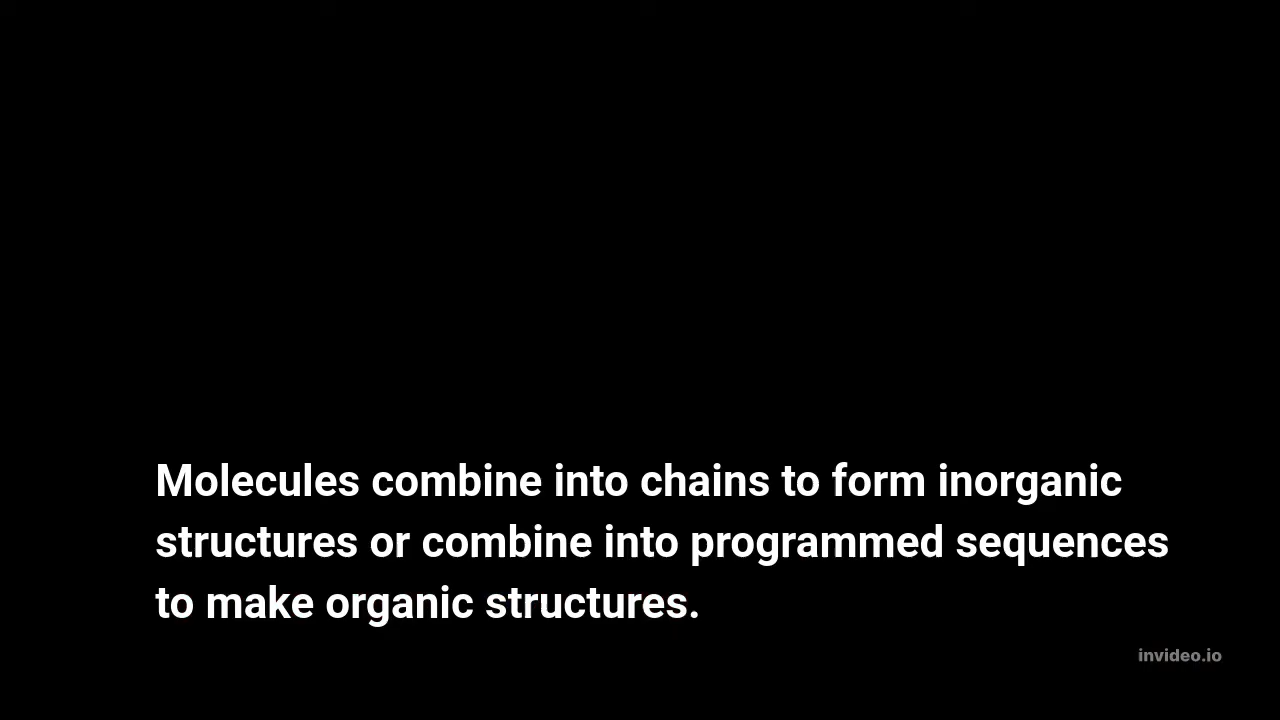 Molecules combine into chains to form inorganic
structures or combine into programmed sequences
to make organic structures.
invideo.io